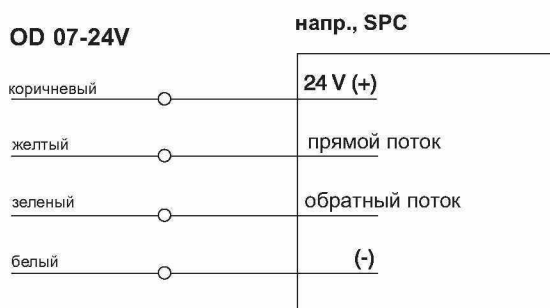 OD 07-24V
напр., SPC
коричневый
24 V (+)
желтый
прямой поток
зеленый
обратный поток
белый
(-)